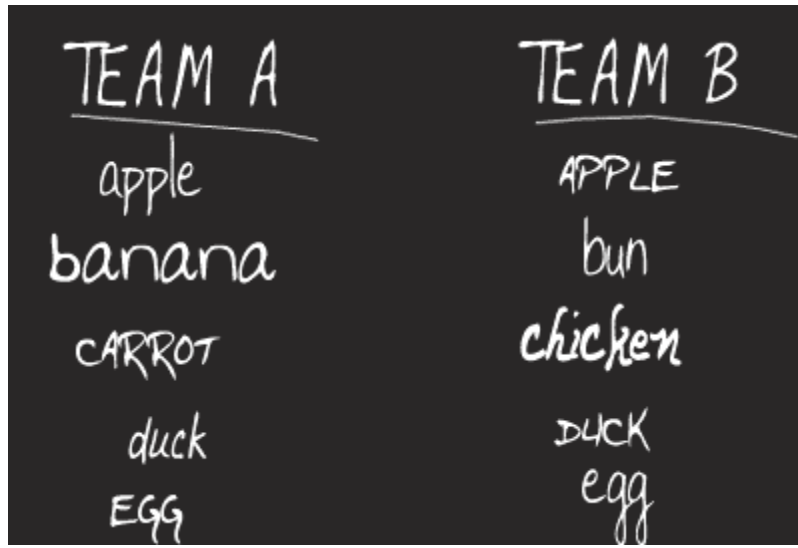 TEAM A TEAM B
apple APPLE
banana bun
CARROT chicken
duck DUCK
EGG egg